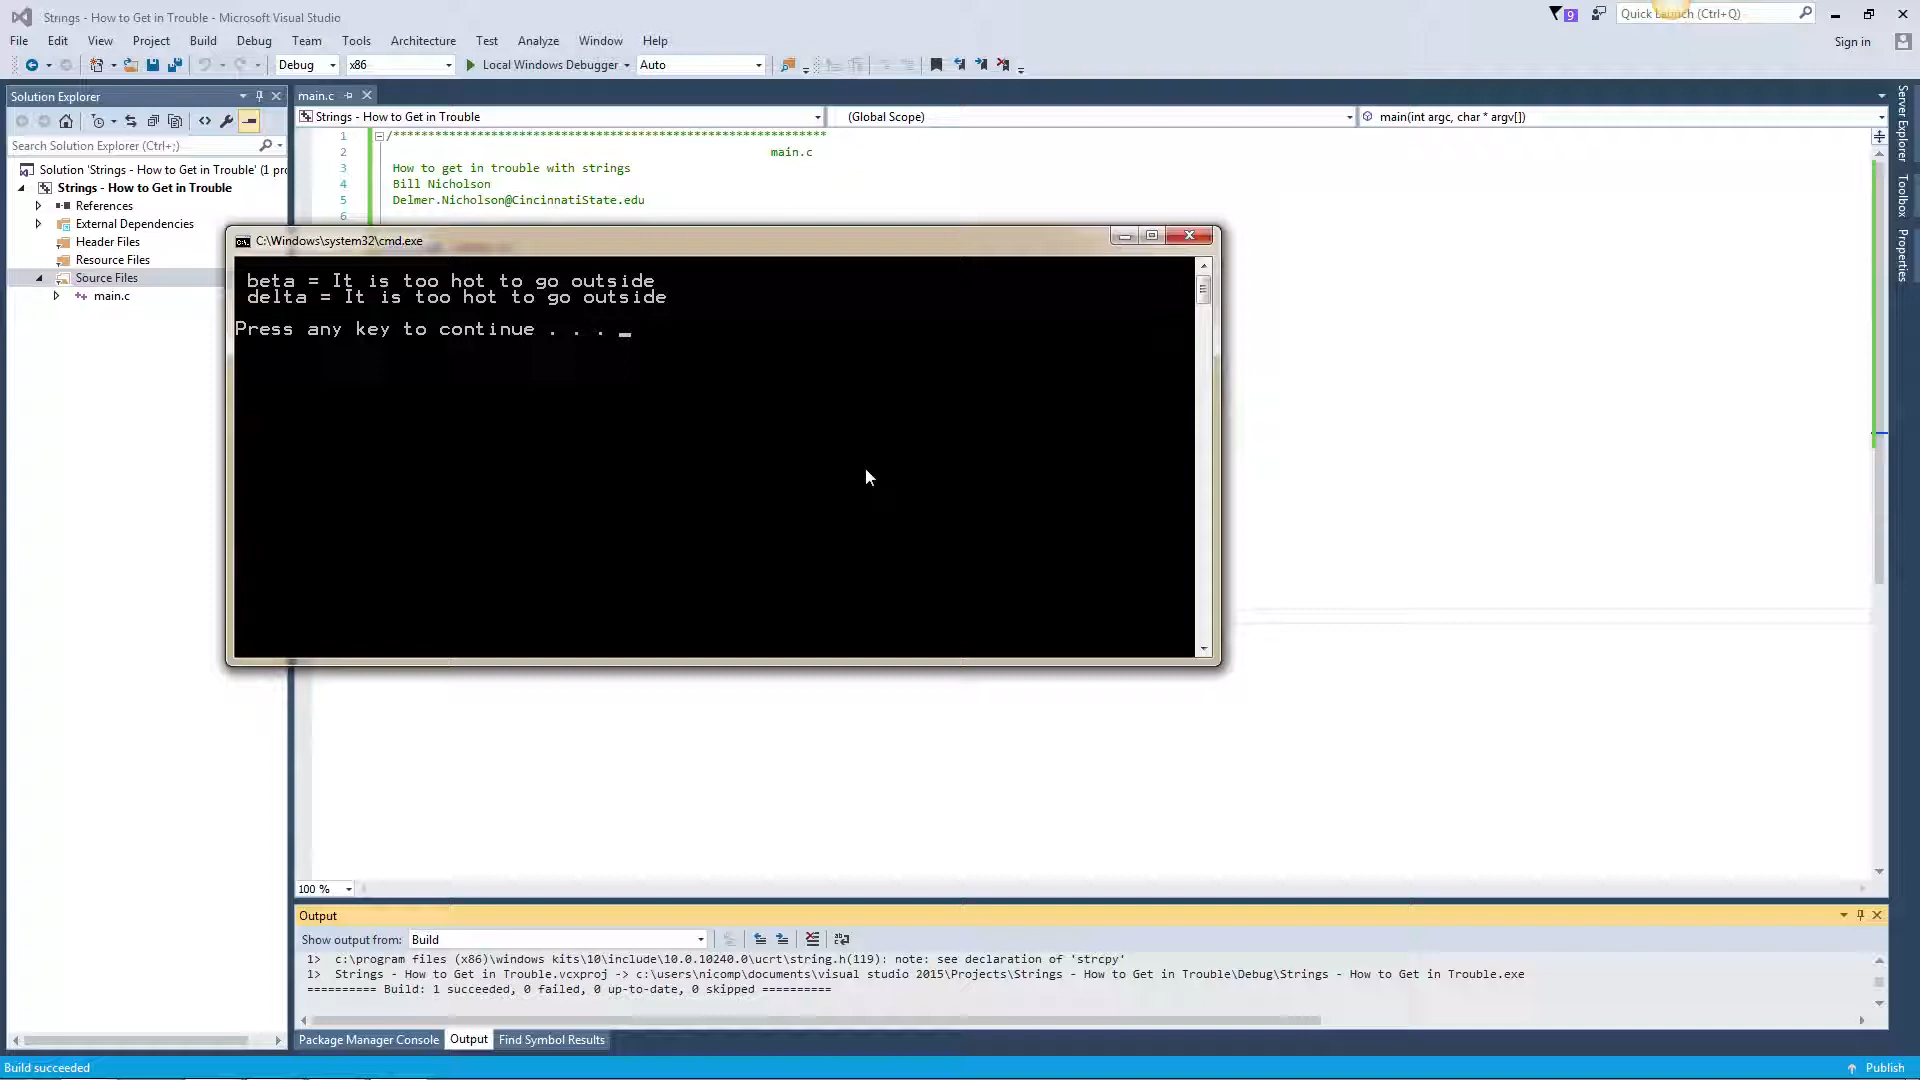 Strings - How to Get in Trouble - Microsoft Visual Studio
9
Quick Launch (Ctrl+Q)
File Edit View Project Build Debug Team Tools Architecture Test Analyze Window Help
Sign in
Debug x86 Local Windows Debugger Auto
Solution Explorer
main.c
Strings - How to Get in Trouble (Global Scope) main(int argc, char * argv[])
Search Solution Explorer (Ctrl+;)
Solution 'Strings - How to Get in Trouble' (1 pro
Strings - How to Get in Trouble
References
External Dependencies
Header Files
Resource Files
Source Files
main.c
1 /**************************************************************
2 main.c
3 How to get in trouble with strings
4 Bill Nicholson
5 Delmer.Nicholson@CincinnatiState.edu
6
C:\Windows\system32\cmd.exe
beta = It is too hot to go outside
delta = It is too hot to go outside
Press any key to continue . . . _
Server Explorer
Toolbox
Properties
100 %
Output
Show output from: Build
1> c:\program files (x86)\windows kits\10\include\10.0.10240.0\ucrt\string.h(119): note: see declaration of 'strcpy'
1> Strings - How to Get in Trouble.vcxproj -> c:\users\nicomp\documents\visual studio 2015\Projects\Strings - How to Get in Trouble\Debug\Strings - How to Get in Trouble.exe
========== Build: 1 succeeded, 0 failed, 0 up-to-date, 0 skipped ==========
Package Manager Console Output Find Symbol Results
Build succeeded
Publish